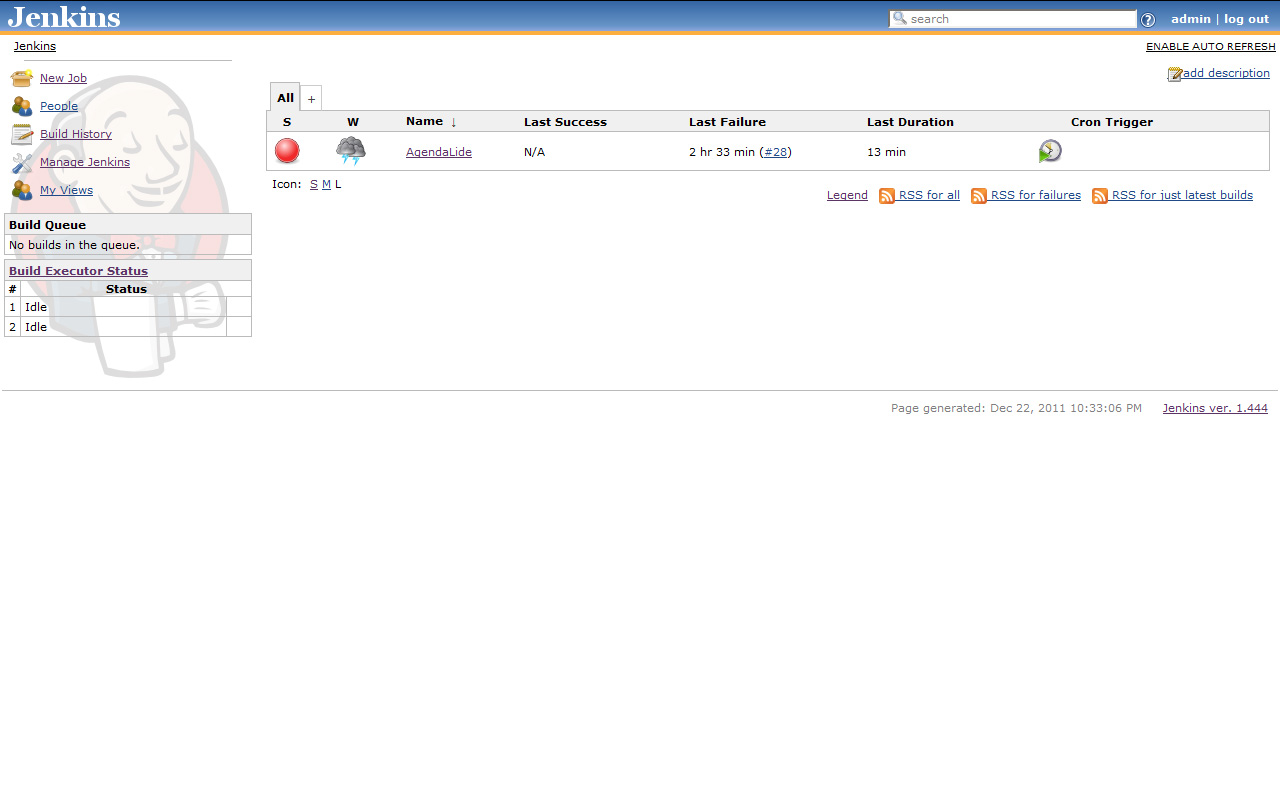 Jenkins
search
admin | log out
Jenkins
ENABLE AUTO REFRESH
New Job
People
Build History
Manage Jenkins
My Views
Build Queue
No builds in the queue.
Build Executor Status
# Status
1 Idle
2 Idle
add description
All +
S W Name ↓ Last Success Last Failure Last Duration Cron Trigger
AgendaLide N/A 2 hr 33 min (#28) 13 min
Icon: S M L
Legend RSS for all RSS for failures RSS for just latest builds
Page generated: Dec 22, 2011 10:33:06 PM Jenkins ver. 1.444